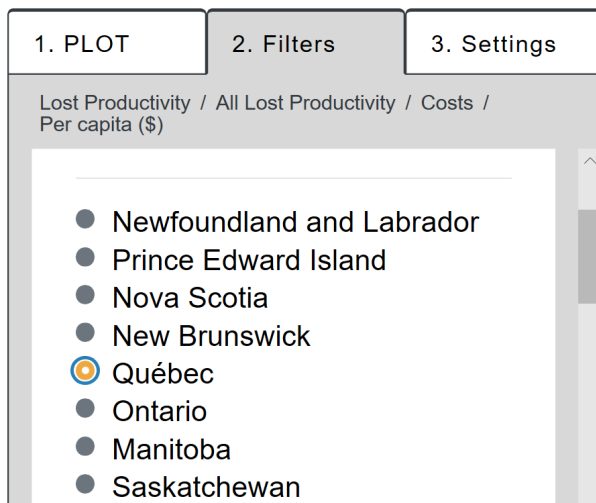 1. PLOT 2. Filters 3. Settings
Lost Productivity / All Lost Productivity / Costs /
Per capita ($)
Newfoundland and Labrador
Prince Edward Island
Nova Scotia
New Brunswick
Québec
Ontario
Manitoba
Saskatchewan